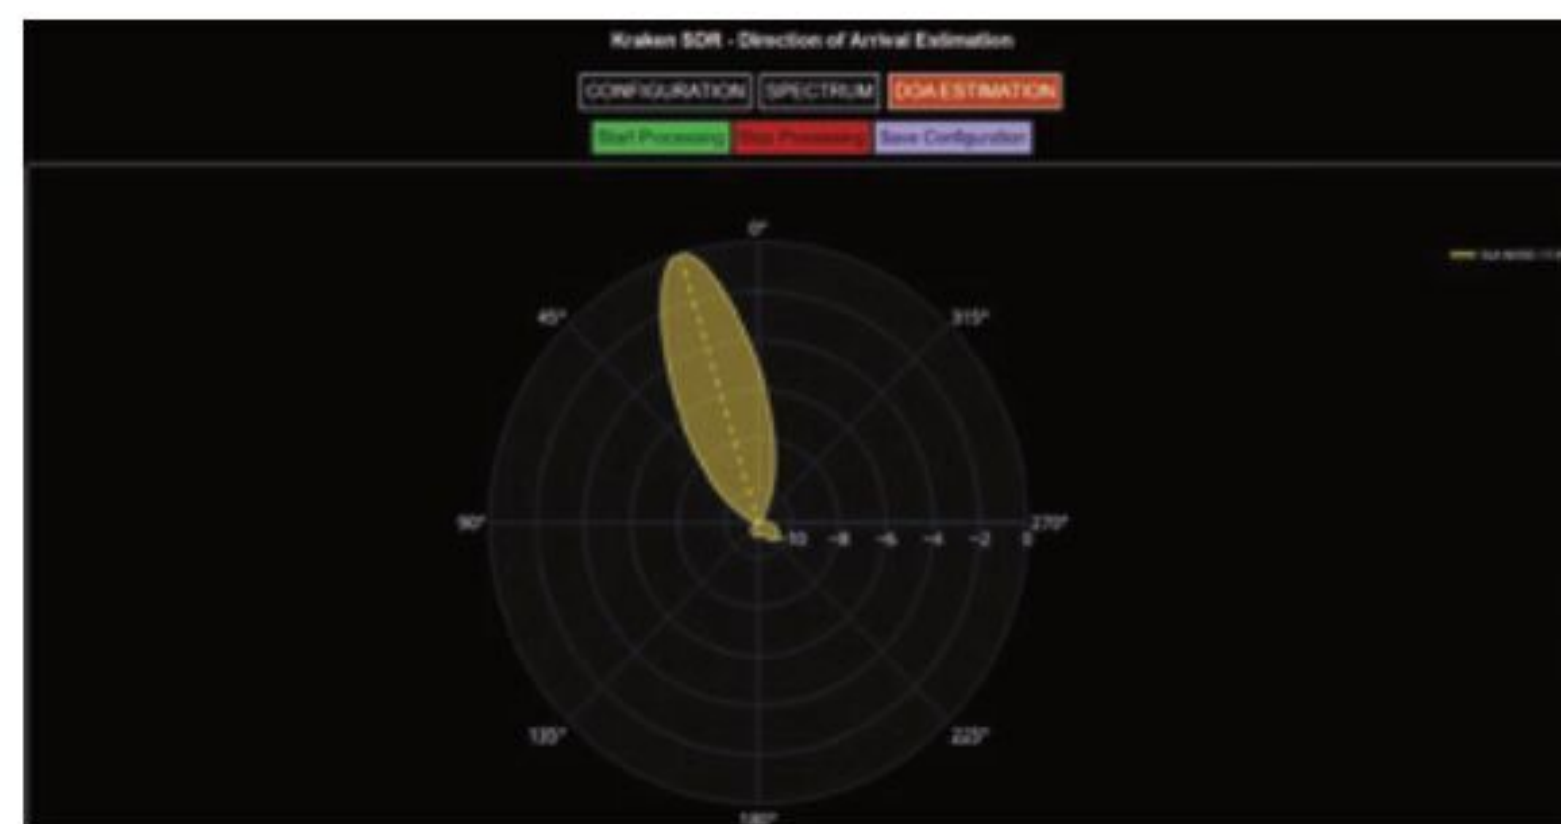 Kraken SDR - Direction of Arrival Estimation
CONFIGURATION SPECTRUM DOA ESTIMATION
Start Processing Stop Processing Save Configuration
0°
45° 315°
90° 270°
-10 -8 -6 -4 -2 0
135° 225°
180°